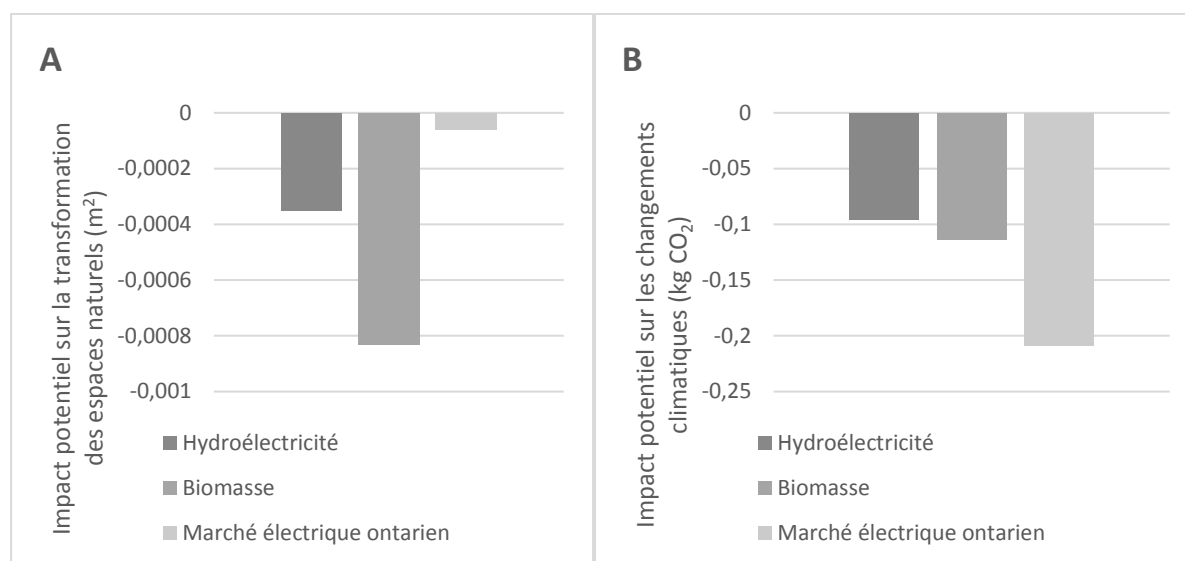 A
Impact potentiel sur la transformation
des espaces naturels (m²)
0
-0,0002
-0,0004
-0,0006
-0,0008
-0,001
Hydroélectricité
Biomasse
Marché électrique ontarien
B
Impact potentiel sur les changements
climatiques (kg CO₂)
0
-0,05
-0,1
-0,15
-0,2
-0,25
Hydroélectricité
Biomasse
Marché électrique ontarien